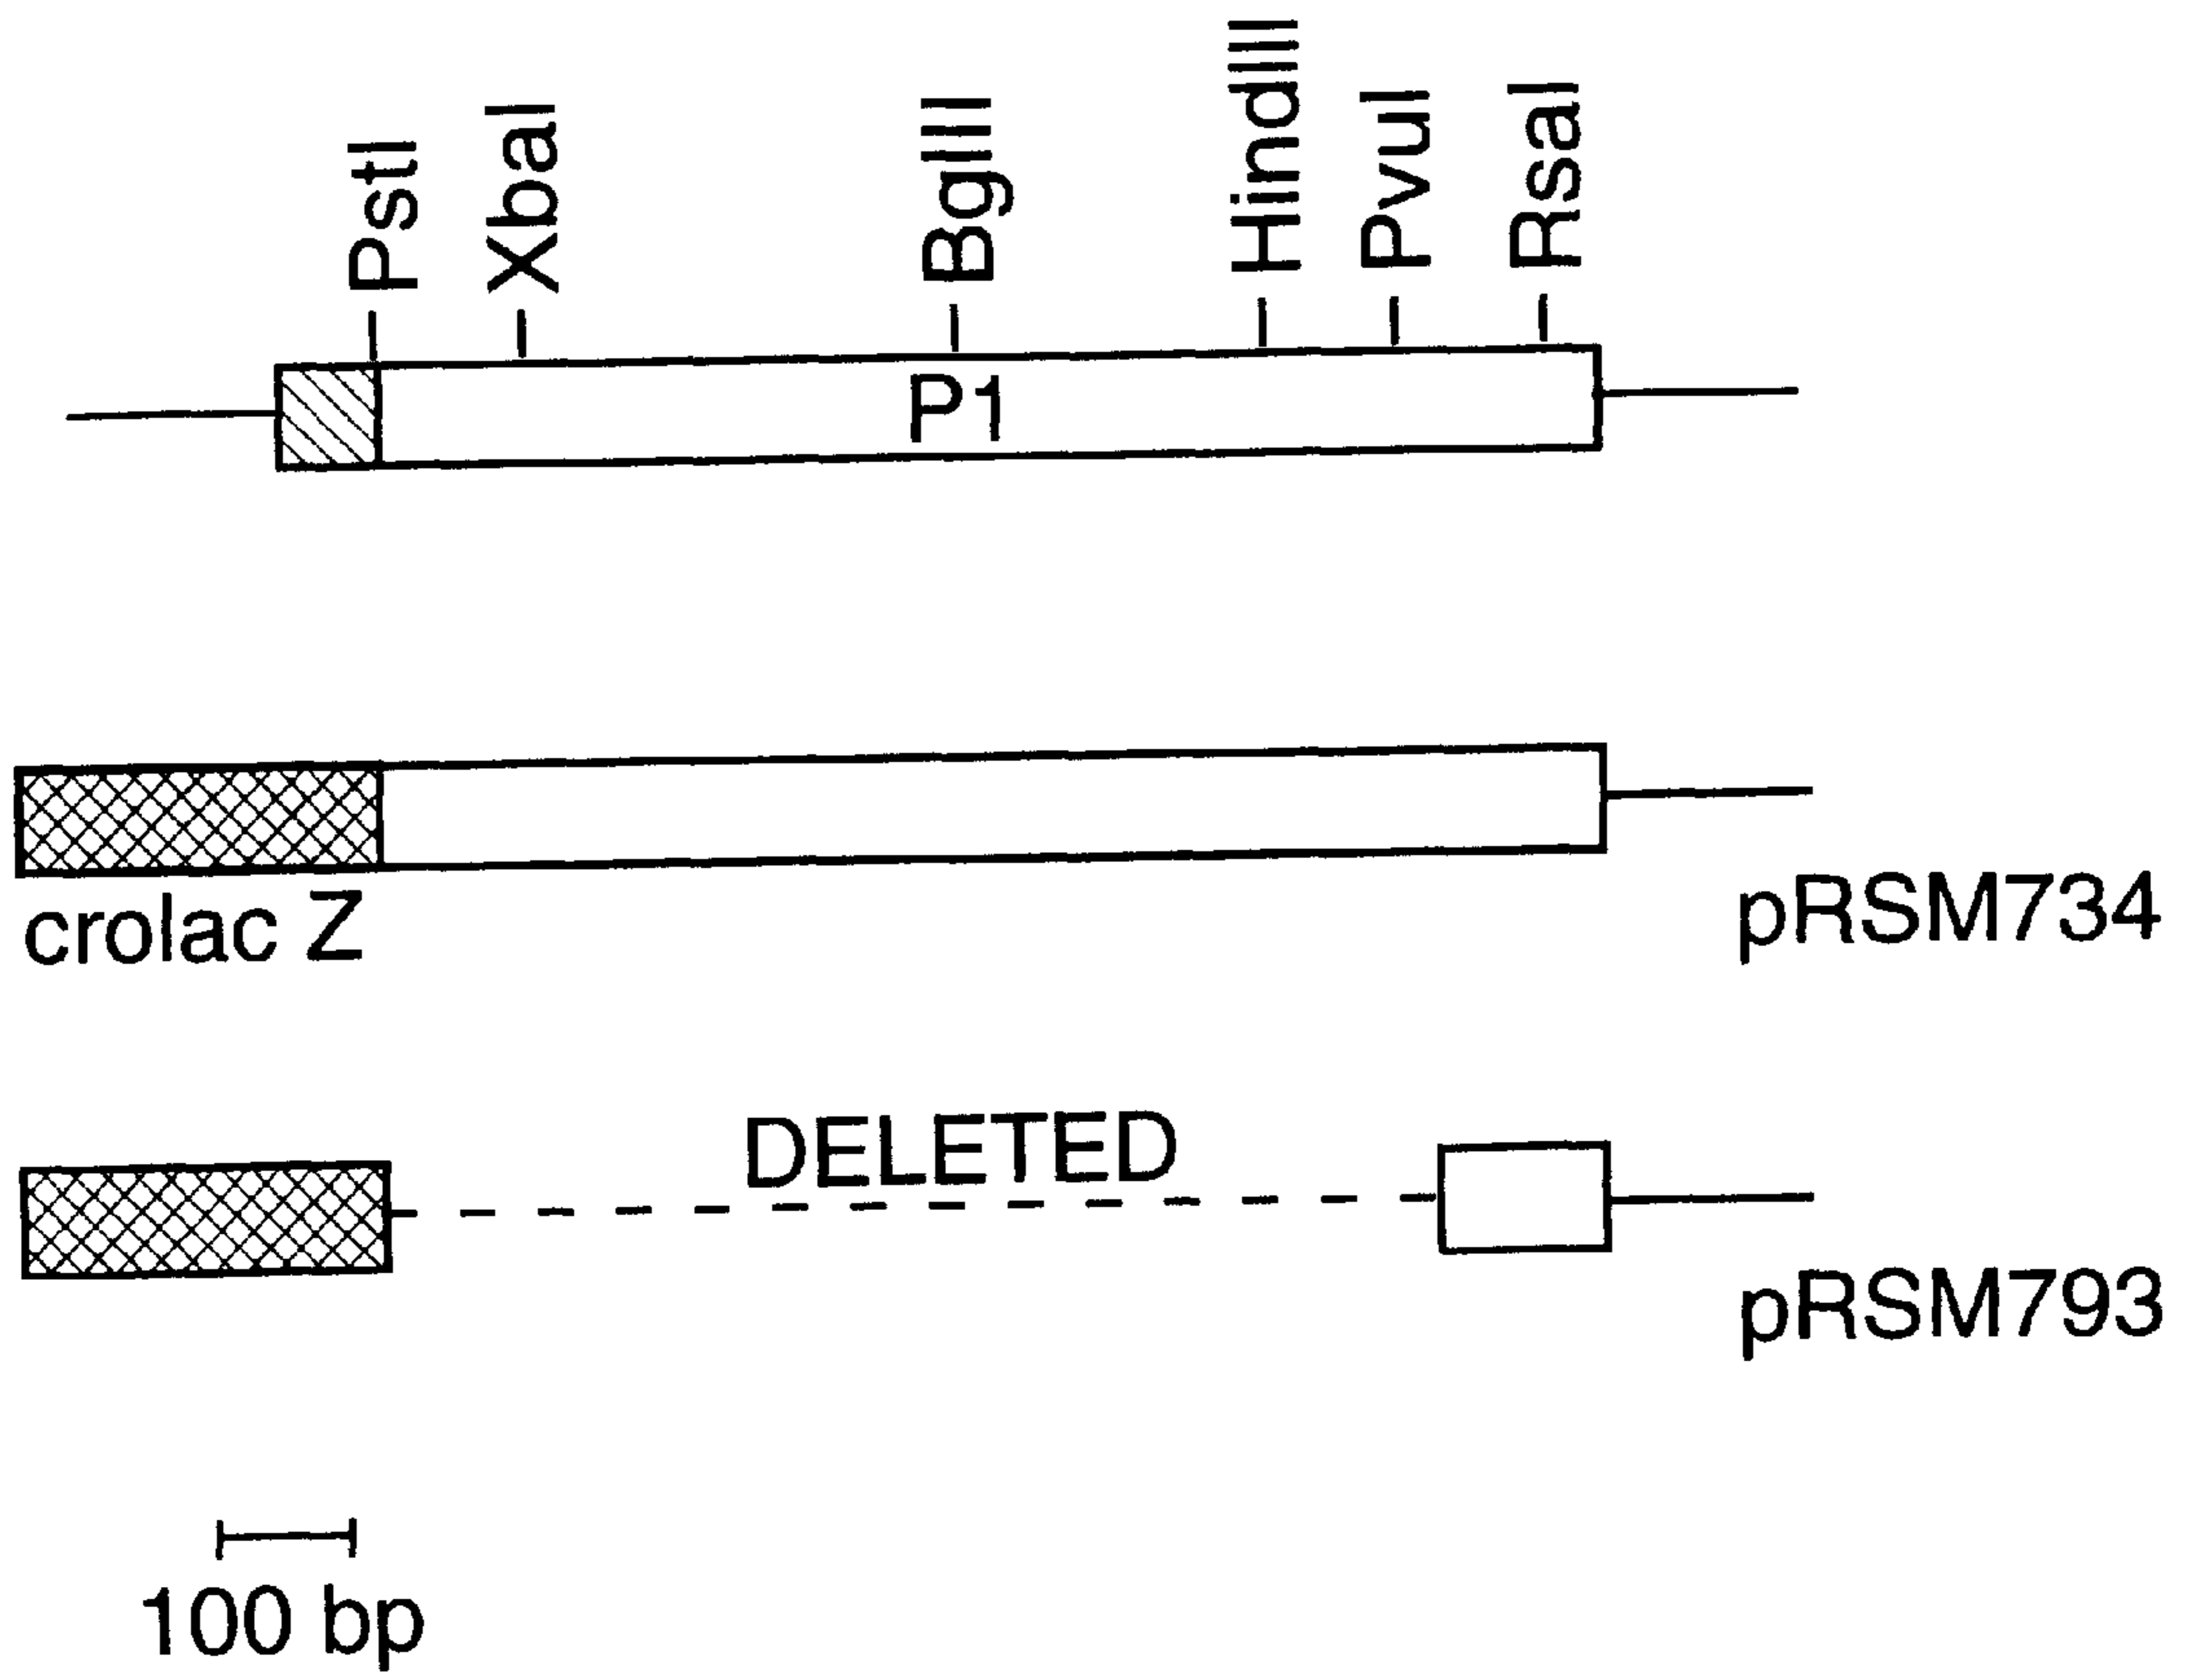 PstI
XbaI
BglII
HindIII
PvuI
RsaI
P1
crolac Z
pRSM734
DELETED
pRSM793
100 bp